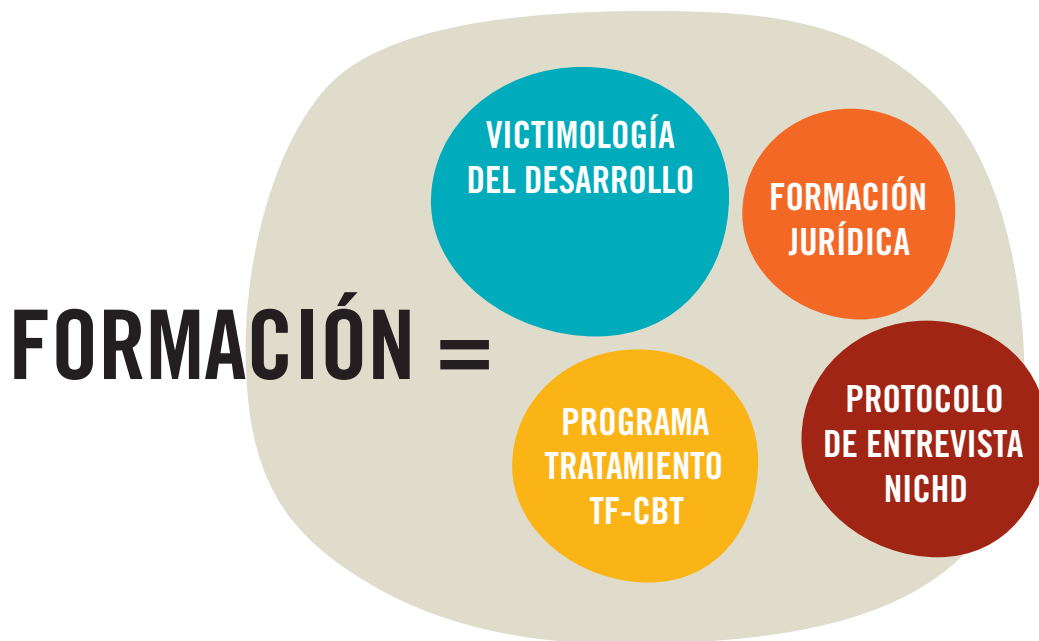 FORMACIÓN =
VICTIMOLOGÍA
DEL DESARROLLO
FORMACIÓN
JURÍDICA
PROGRAMA
TRATAMIENTO
TF-CBT
PROTOCOLO
DE ENTREVISTA
NICHD